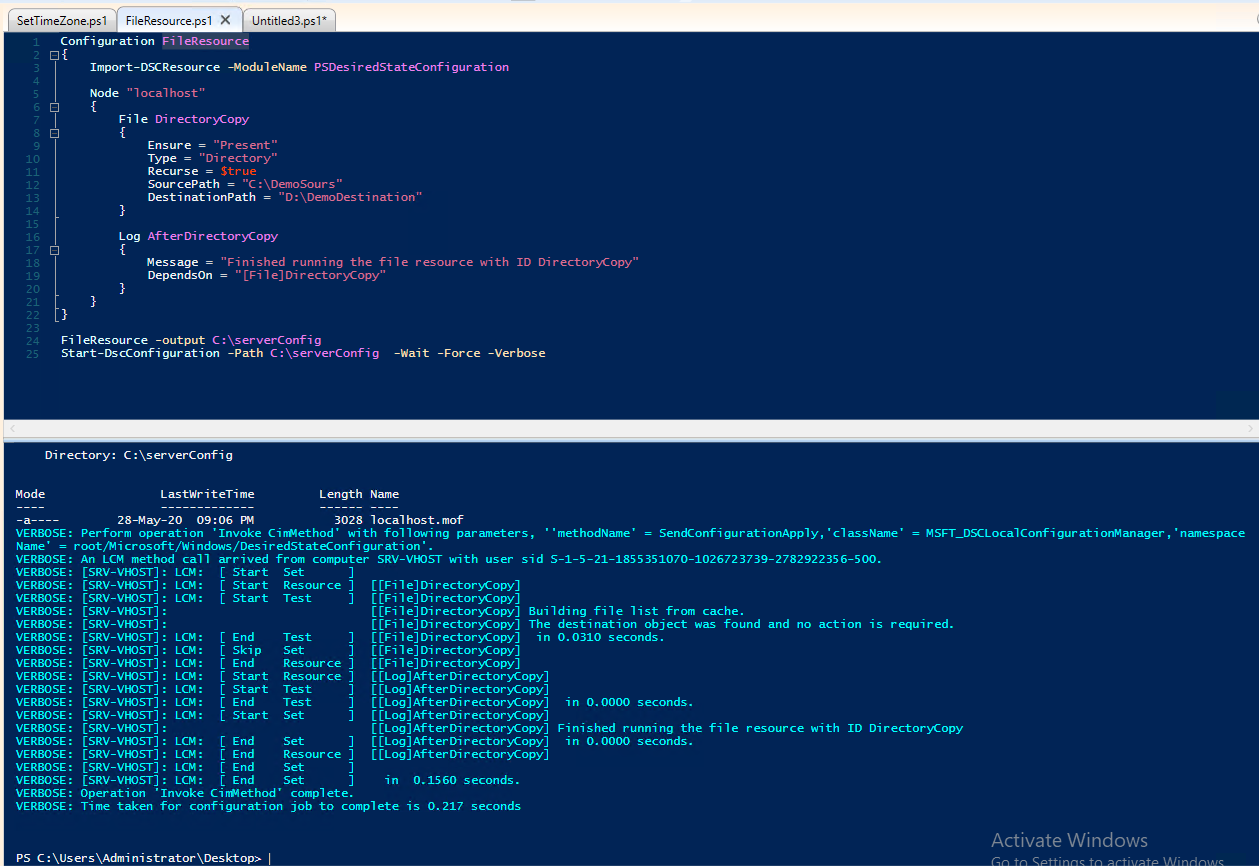 SetTimeZone.ps1 FileResource.ps1 X Untitled3.ps1*
1 Configuration FileResource
2 {
3 Import-DSCResource -ModuleName PSDesiredStateConfiguration
4
5 Node "localhost"
6 {
7 File DirectoryCopy
8 {
9 Ensure = "Present"
10 Type = "Directory"
11 Recurse = $true
12 SourcePath = "C:\DemoSours"
13 DestinationPath = "D:\DemoDestination"
14 }
15
16 Log AfterDirectoryCopy
17 {
18 Message = "Finished running the file resource with ID DirectoryCopy"
19 DependsOn = "[File]DirectoryCopy"
20 }
21 }
22 }
23
24 FileResource -output C:\serverConfig
25 Start-DscConfiguration -Path C:\serverConfig -Wait -Force -Verbose
Directory: C:\serverConfig
Mode LastWriteTime Length Name
---- ------------- ------ ----
-a---- 28-May-20 09:06 PM 3028 localhost.mof
VERBOSE: Perform operation 'Invoke CimMethod' with following parameters, ''methodName' = SendConfigurationApply,'className' = MSFT_DSCLocalConfigurationManager,'namespace
Name' = root/Microsoft/Windows/DesiredStateConfiguration'.
VERBOSE: An LCM method call arrived from computer SRV-VHOST with user sid S-1-5-21-1855351070-1026723739-2782922356-500.
VERBOSE: [SRV-VHOST]: LCM: [ Start Set ]
VERBOSE: [SRV-VHOST]: LCM: [ Start Resource ] [[File]DirectoryCopy]
VERBOSE: [SRV-VHOST]: LCM: [ Start Test ] [[File]DirectoryCopy]
VERBOSE: [SRV-VHOST]: [[File]DirectoryCopy] Building file list from cache.
VERBOSE: [SRV-VHOST]: [[File]DirectoryCopy] The destination object was found and no action is required.
VERBOSE: [SRV-VHOST]: LCM: [ End Test ] [[File]DirectoryCopy] in 0.0310 seconds.
VERBOSE: [SRV-VHOST]: LCM: [ Skip Set ] [[File]DirectoryCopy]
VERBOSE: [SRV-VHOST]: LCM: [ End Resource ] [[File]DirectoryCopy]
VERBOSE: [SRV-VHOST]: LCM: [ Start Resource ] [[Log]AfterDirectoryCopy]
VERBOSE: [SRV-VHOST]: LCM: [ Start Test ] [[Log]AfterDirectoryCopy]
VERBOSE: [SRV-VHOST]: LCM: [ End Test ] [[Log]AfterDirectoryCopy] in 0.0000 seconds.
VERBOSE: [SRV-VHOST]: LCM: [ Start Set ] [[Log]AfterDirectoryCopy]
VERBOSE: [SRV-VHOST]: [[Log]AfterDirectoryCopy] Finished running the file resource with ID DirectoryCopy
VERBOSE: [SRV-VHOST]: LCM: [ End Set ] [[Log]AfterDirectoryCopy] in 0.0000 seconds.
VERBOSE: [SRV-VHOST]: LCM: [ End Resource ] [[Log]AfterDirectoryCopy]
VERBOSE: [SRV-VHOST]: LCM: [ End Set ]
VERBOSE: [SRV-VHOST]: LCM: [ End Set ] in 0.1560 seconds.
VERBOSE: Operation 'Invoke CimMethod' complete.
VERBOSE: Time taken for configuration job to complete is 0.217 seconds
Activate Windows
Go to Settings to activate Windows.
PS C:\Users\Administrator\Desktop>